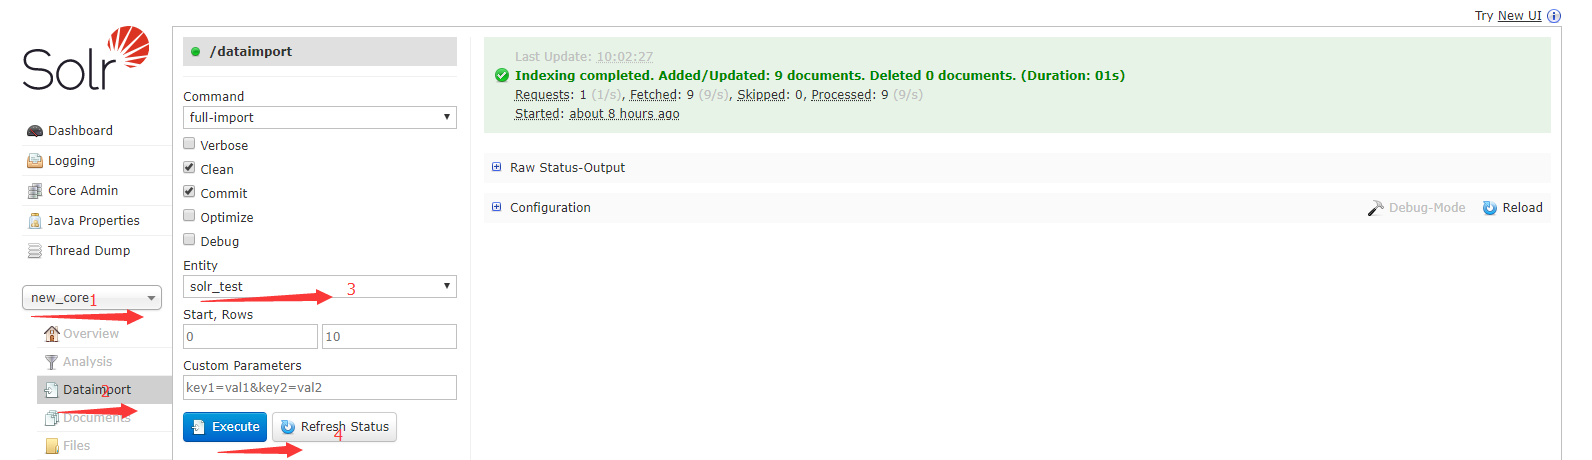 Try New UI
Solr
Dashboard
Logging
Core Admin
Java Properties
Thread Dump
new_core
1
Overview
Analysis
Dataimport
2
Documents
Files
/dataimport
Command
full-import
Verbose
Clean
Commit
Optimize
Debug
Entity
solr_test
3
Start, Rows
0 10
Custom Parameters
key1=val1&key2=val2
Execute Refresh Status
4
Last Update: 10:02:27
Indexing completed. Added/Updated: 9 documents. Deleted 0 documents. (Duration: 01s)
Requests: 1 (1/s), Fetched: 9 (9/s), Skipped: 0, Processed: 9 (9/s)
Started: about 8 hours ago
Raw Status-Output
Configuration Debug-Mode Reload